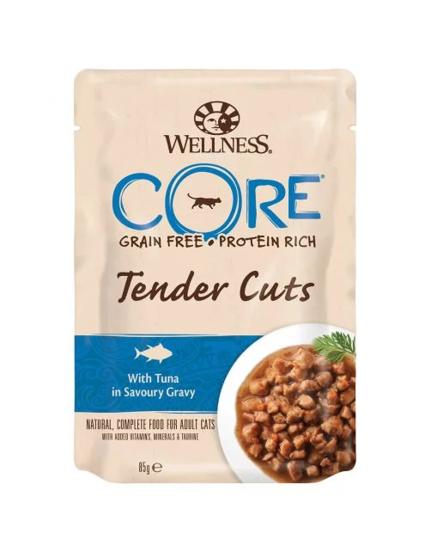 WELLNESS®
CORE®
GRAIN FREE • PROTEIN RICH
Tender Cuts
With Tuna
in Savoury Gravy
NATURAL, COMPLETE FOOD FOR ADULT CATS
WITH ADDED VITAMINS, MINERALS & TAURINE
85g ℮